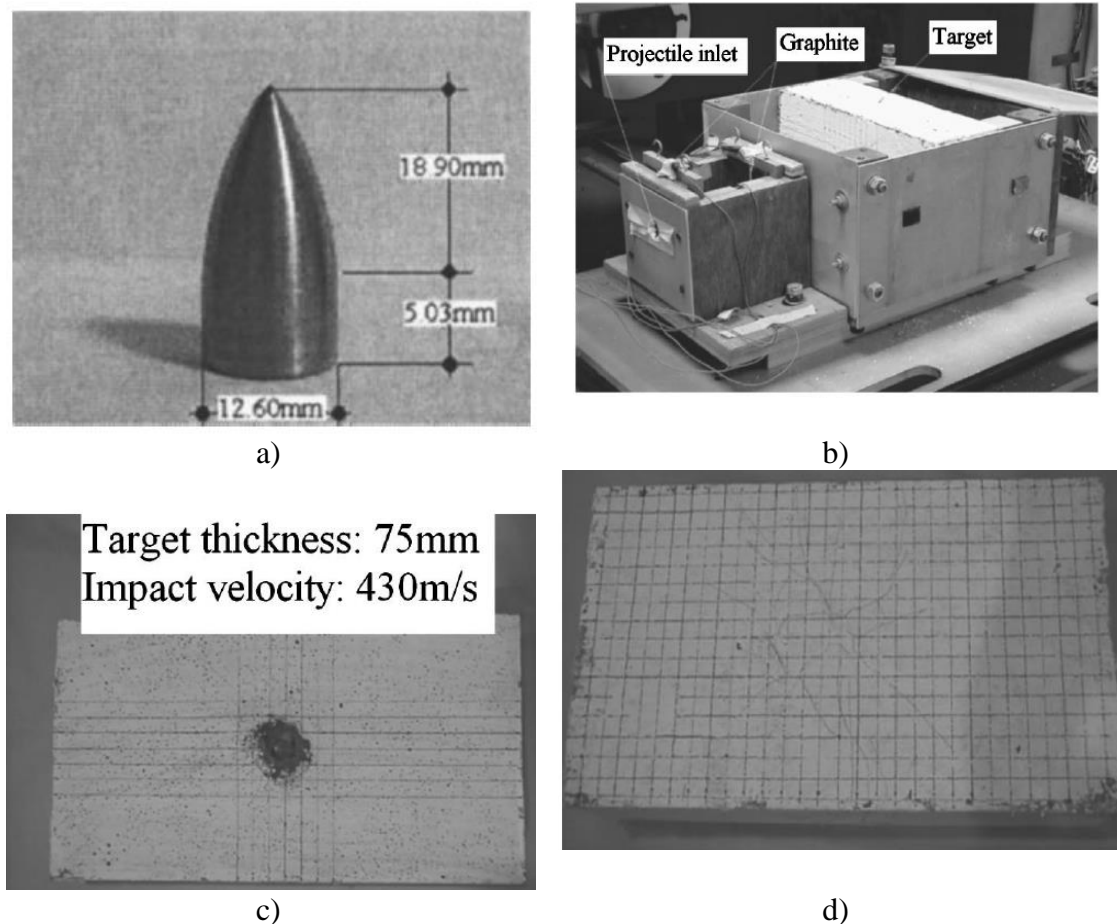 18.90mm
5.03mm
12.60mm
a)
Projectile inlet
Graphite
Target
b)
Target thickness: 75mm
Impact velocity: 430m/s
c)
d)